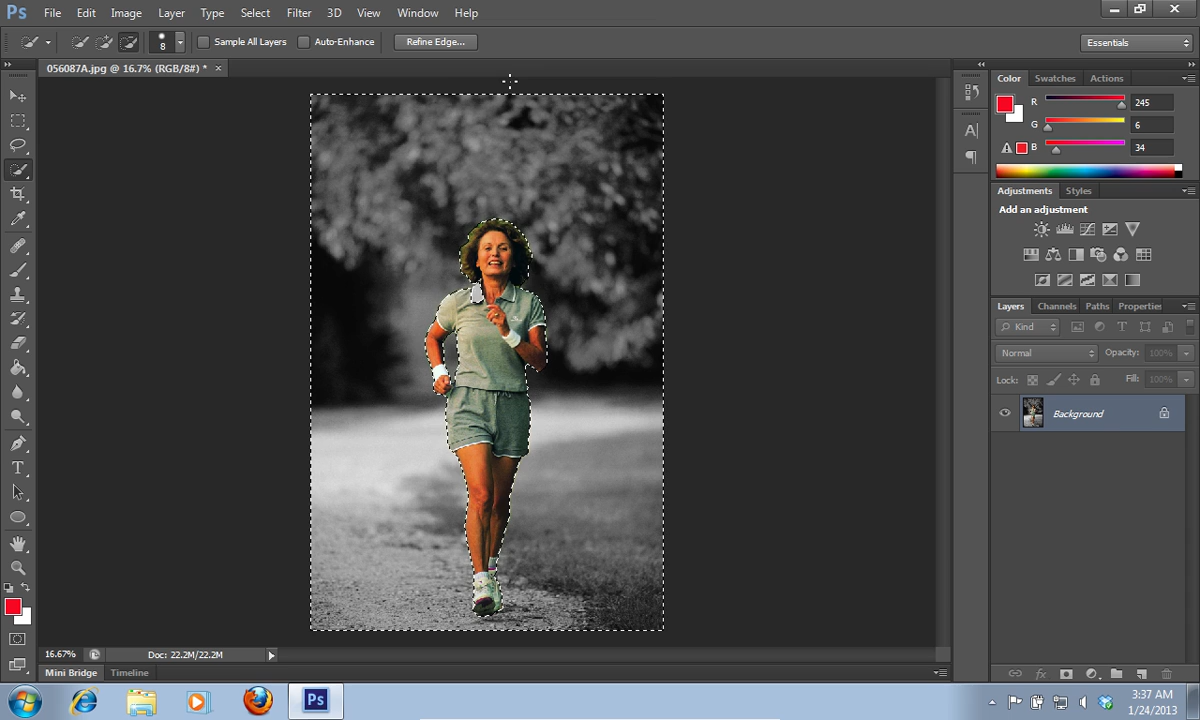 Ps File Edit Image Layer Type Select Filter 3D View Window Help
8 Sample All Layers Auto-Enhance Refine Edge... Essentials
056087A.jpg @ 16.7% (RGB/8#) * ×
Color Swatches Actions
R 245
G 6
B 34
A
Adjustments Styles
Add an adjustment
Layers Channels Paths Properties
Kind T
Normal Opacity: 100%
Lock: Fill: 100%
Background
T
16.67% Doc: 22.2M/22.2M
Mini Bridge Timeline
fx
Ps 3:37 AM
1/24/2013